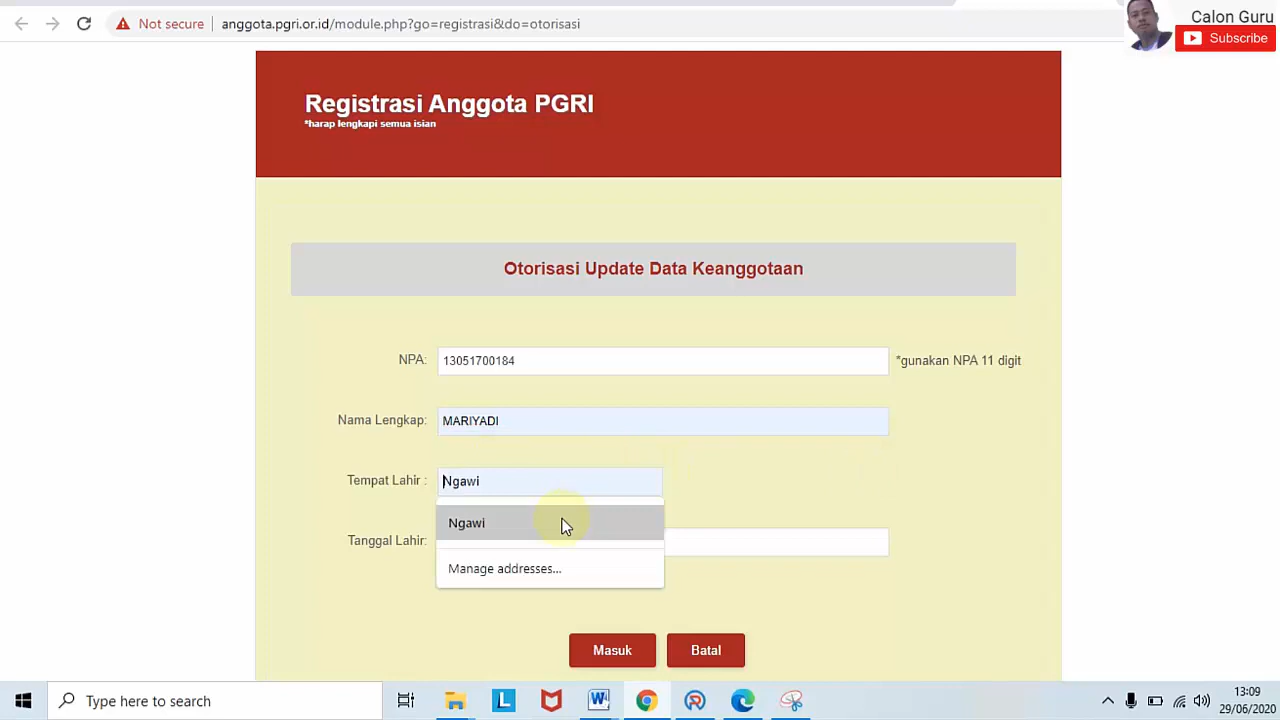 Not secure
anggota.pgri.or.id/module.php?go=registrasi&do=otorisasi
Calon Guru
Subscribe
Registrasi Anggota PGRI
*harap lengkapi semua isian
Otorisasi Update Data Keanggotaan
NPA: 13051700184 *gunakan NPA 11 digit
Nama Lengkap: MARIYADI
Tempat Lahir : Ngawi
Ngawi
Tanggal Lahir:
Manage addresses...
Masuk Batal
Type here to search
13:09
29/06/2020